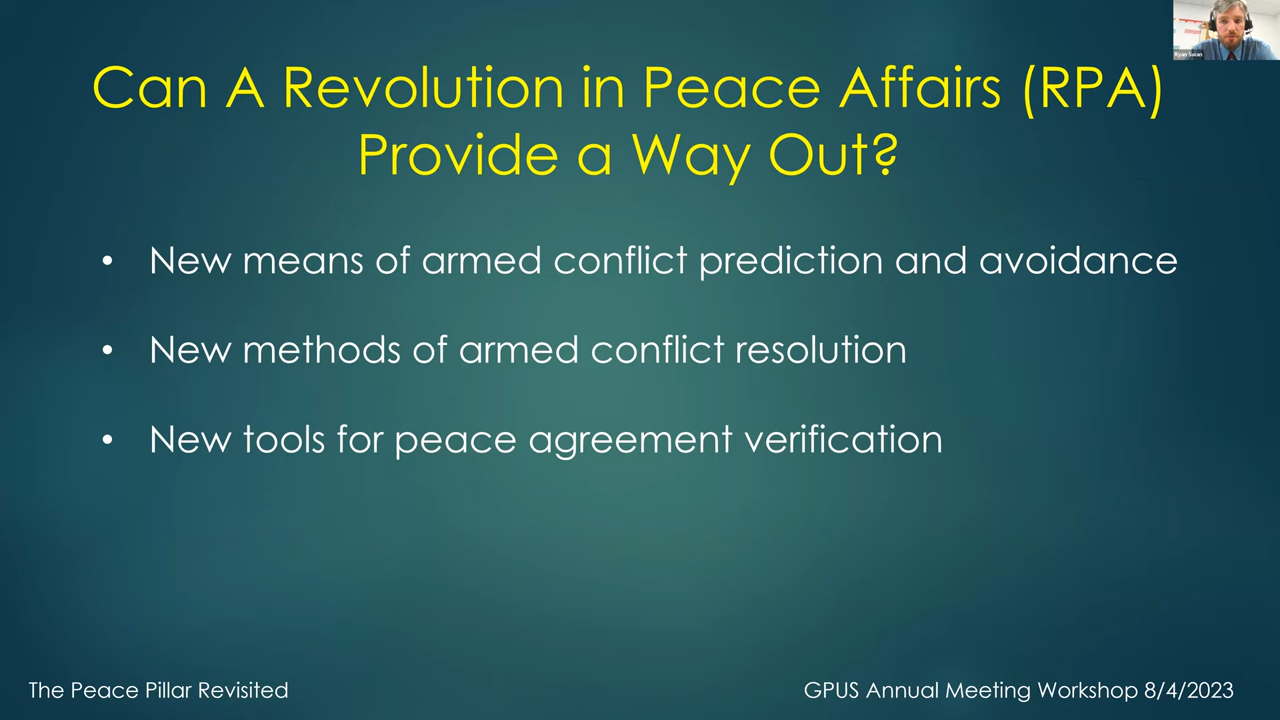 Can A Revolution in Peace Affairs (RPA)
Provide a Way Out?
• New means of armed conflict prediction and avoidance
• New methods of armed conflict resolution
• New tools for peace agreement verification
The Peace Pillar Revisited
GPUS Annual Meeting Workshop 8/4/2023
Ryan Swan